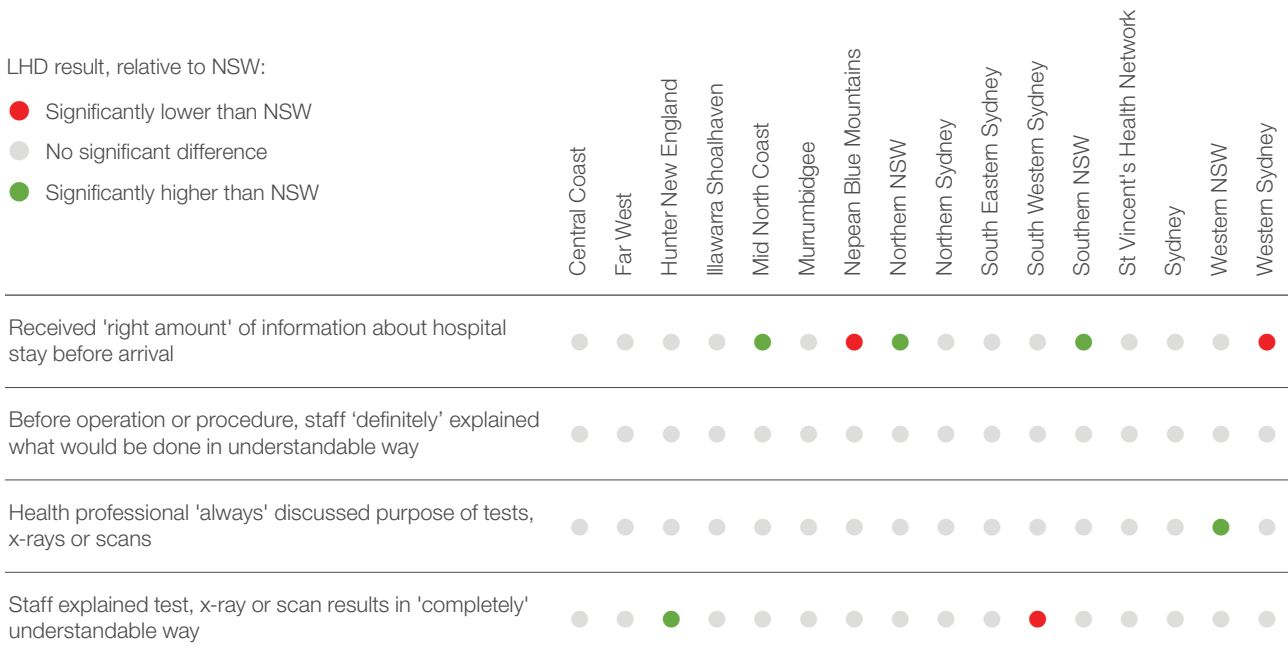 LHD result, relative to NSW:
Significantly lower than NSW
No significant difference
Significantly higher than NSW
Central Coast
Far West
Hunter New England
Illawarra Shoalhaven
Mid North Coast
Murrumbidgee
Nepean Blue Mountains
Northern NSW
Northern Sydney
South Eastern Sydney
South Western Sydney
Southern NSW
St Vincent's Health Network
Sydney
Western NSW
Western Sydney
Received 'right amount' of information about hospital
stay before arrival
Before operation or procedure, staff ‘definitely’ explained
what would be done in understandable way
Health professional 'always' discussed purpose of tests,
x-rays or scans
Staff explained test, x-ray or scan results in 'completely'
understandable way